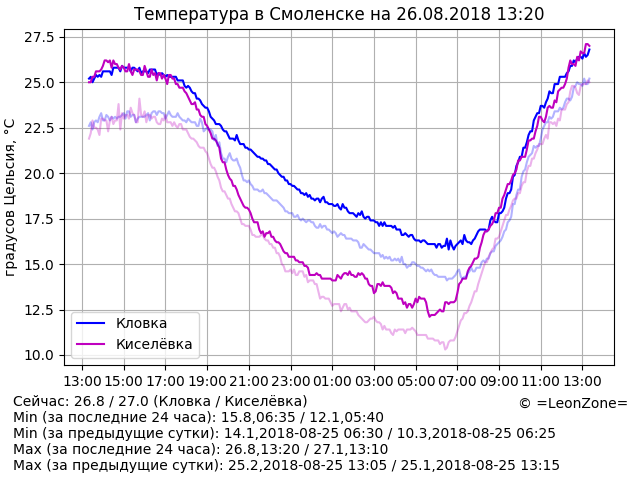 Температура в Смоленске на 26.08.2018 13:20
27.5
25.0
22.5
20.0
17.5
15.0
12.5
10.0
градусов Цельсия, °C
Кловка
Киселёвка
13:00 15:00 17:00 19:00 21:00 23:00 01:00 03:00 05:00 07:00 09:00 11:00 13:00
Сейчас: 26.8 / 27.0 (Кловка / Киселёвка)
© =LeonZone=
Min (за последние 24 часа): 15.8,06:35 / 12.1,05:40
Min (за предыдущие сутки): 14.1,2018-08-25 06:30 / 10.3,2018-08-25 06:25
Max (за последние 24 часа): 26.8,13:20 / 27.1,13:10
Max (за предыдущие сутки): 25.2,2018-08-25 13:05 / 25.1,2018-08-25 13:15